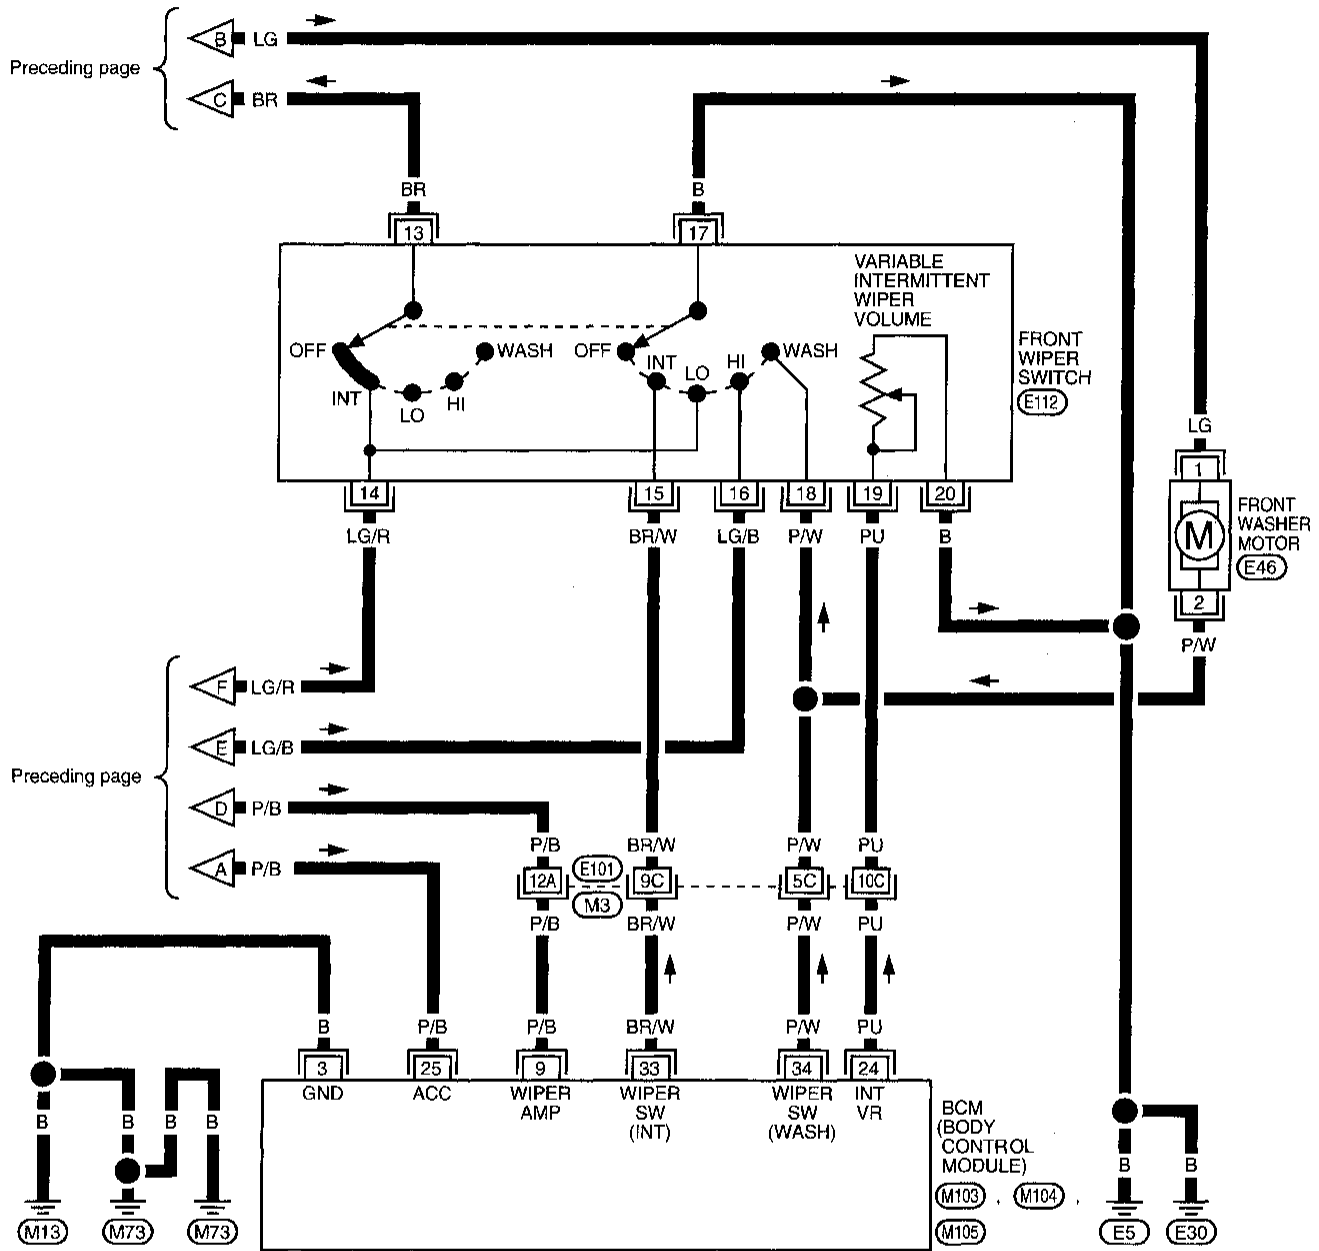 B LG
Preceding page
C BR
BR B
13 17
VARIABLE
INTERMITTENT
WIPER
VOLUME
OFF INT LO HI WASH
OFF INT LO HI WASH
FRONT
WIPER
SWITCH
E112
LG
1
M
FRONT
WASHER
MOTOR
E46
2
P/W
14 15 16 18 19 20
LG/R BR/W LG/B P/W PU B
F LG/R
E LG/B
Preceding page
D P/B
A P/B
P/B BR/W P/W PU
12A E101 9C 5C 10C
M3
P/B BR/W P/W PU
B P/B P/B BR/W P/W PU
3 25 9 33 34 24
GND
ACC
WIPER
AMP
WIPER
SW
(INT)
WIPER
SW
(WASH)
INT
VR
BCM
(BODY
CONTROL
MODULE)
M103 , M104 ,
M105
B B B B
M13 M73 M73
B B
E5 E30